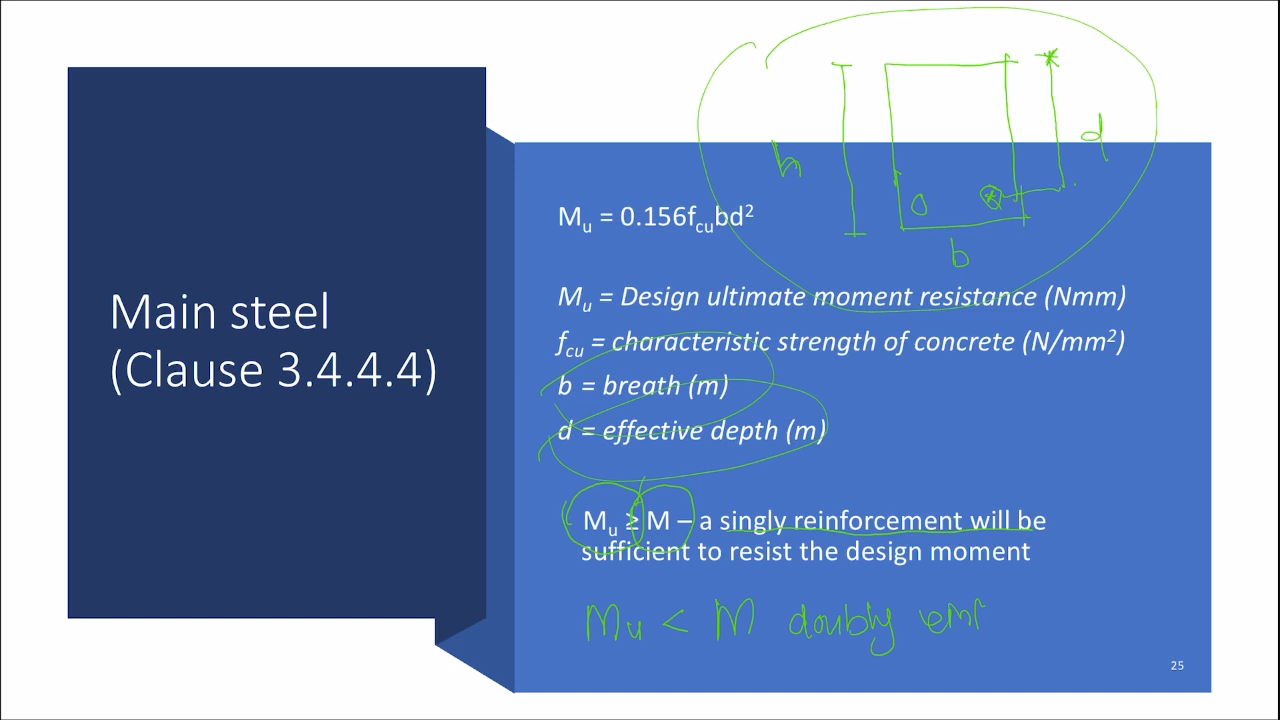 Main steel
(Clause 3.4.4.4)
h
d
b
Mu = 0.156fcubd²
Mu = Design ultimate moment resistance (Nmm)
fcu = characteristic strength of concrete (N/mm²)
b = breath (m)
d = effective depth (m)
Mu ≥ M – a singly reinforcement will be
sufficient to resist the design moment
Mu < M doubly
25